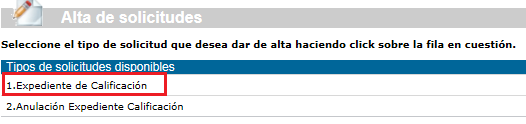 Alta de solicitudes
Seleccione el tipo de solicitud que desea dar de alta haciendo click sobre la fila en cuestión.
Tipos de solicitudes disponibles
1.Expediente de Calificación
2.Anulación Expediente Calificación